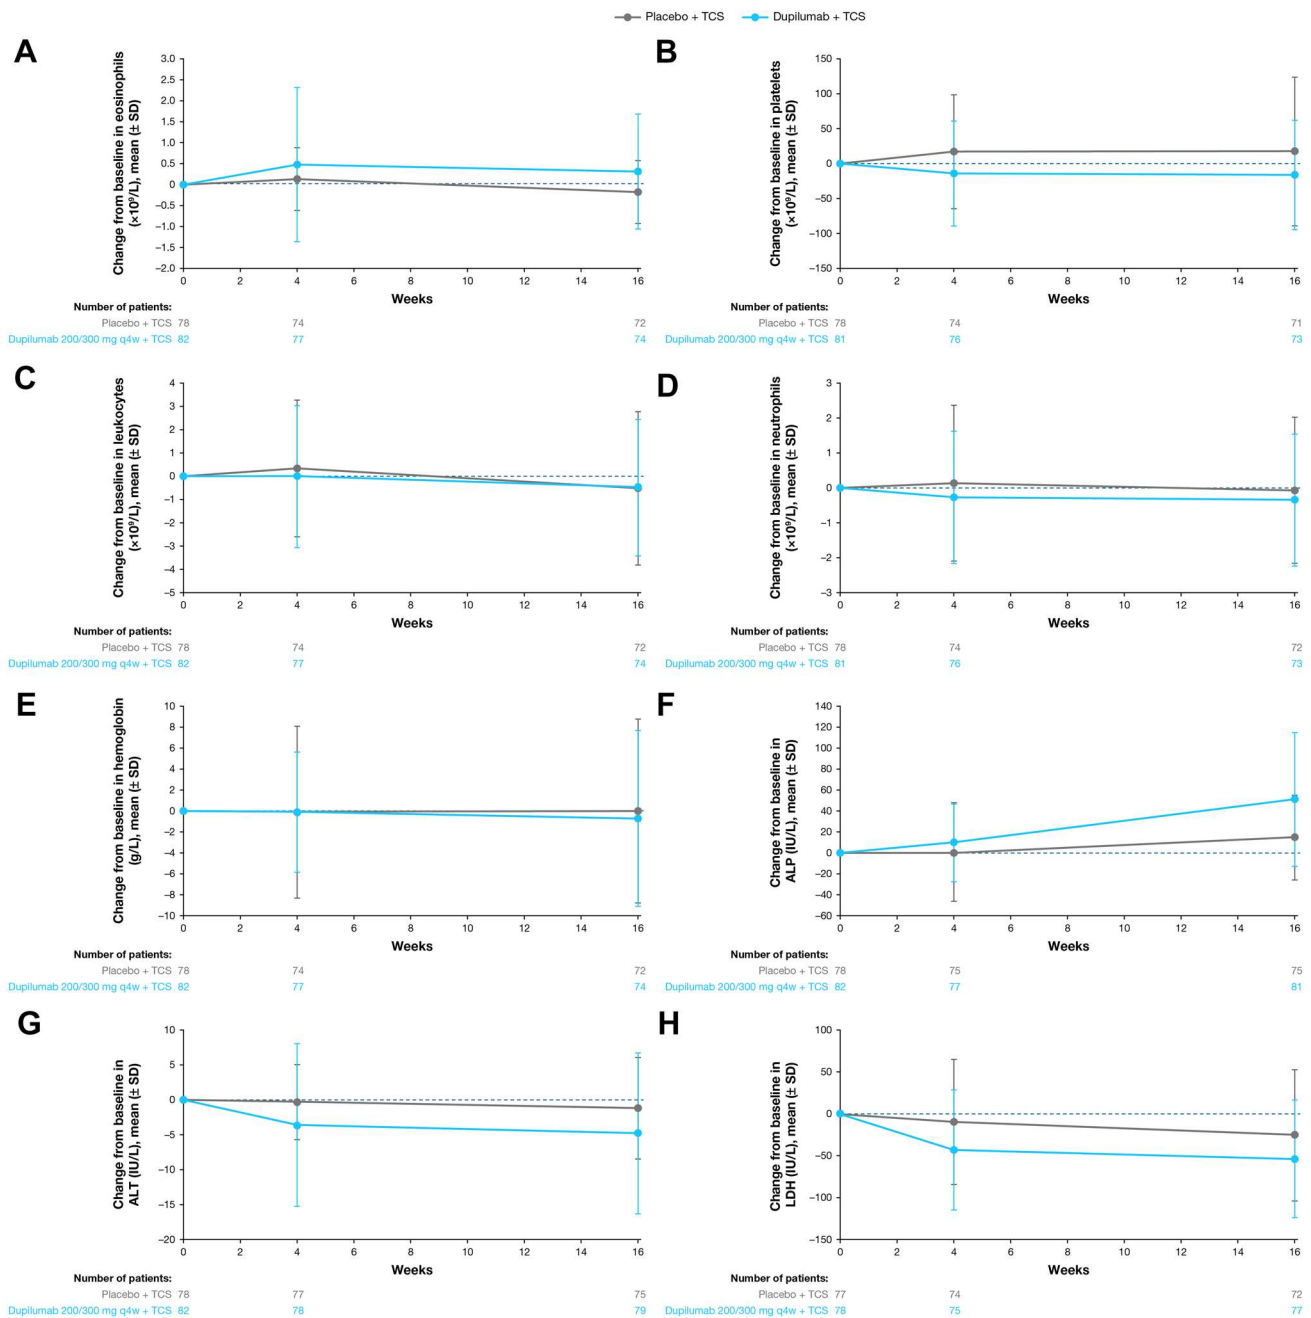 Placebo + TCS Dupilumab + TCS
A
Change from baseline in eosinophils
(×10⁹/L), mean (± SD)
3.0
2.5
2.0
1.5
1.0
0.5
0
−0.5
−1.0
−1.5
−2.0
0 2 4 6 8 10 12 14 16
Weeks
Number of patients:
Placebo + TCS 78 74 72
Dupilumab 200/300 mg q4w + TCS 82 77 74
B
Change from baseline in platelets
(×10⁹/L), mean (± SD)
150
100
50
0
−50
−100
−150
0 2 4 6 8 10 12 14 16
Weeks
Number of patients:
Placebo + TCS 78 74 71
Dupilumab 200/300 mg q4w + TCS 81 76 73
C
Change from baseline in leukocytes
(×10⁹/L), mean (± SD)
4
3
2
1
0
−1
−2
−3
−4
−5
0 2 4 6 8 10 12 14 16
Weeks
Number of patients:
Placebo + TCS 78 74 72
Dupilumab 200/300 mg q4w + TCS 82 77 74
D
Change from baseline in neutrophils
(×10⁹/L), mean (± SD)
3
2
1
0
−1
−2
−3
0 2 4 6 8 10 12 14 16
Weeks
Number of patients:
Placebo + TCS 78 74 72
Dupilumab 200/300 mg q4w + TCS 81 76 73
E
Change from baseline in hemoglobin
(g/L), mean (± SD)
10
8
6
4
2
0
−2
−4
−6
−8
−10
0 2 4 6 8 10 12 14 16
Weeks
Number of patients:
Placebo + TCS 78 74 72
Dupilumab 200/300 mg q4w + TCS 82 77 74
F
Change from baseline in
ALP (IU/L), mean (± SD)
140
120
100
80
60
40
20
0
−20
−40
−60
0 2 4 6 8 10 12 14 16
Weeks
Number of patients:
Placebo + TCS 78 75 75
Dupilumab 200/300 mg q4w + TCS 82 77 81
G
Change from baseline in
ALT (IU/L), mean (± SD)
10
5
0
−5
−10
−15
−20
0 2 4 6 8 10 12 14 16
Weeks
Number of patients:
Placebo + TCS 78 77 75
Dupilumab 200/300 mg q4w + TCS 82 78 79
H
Change from baseline in
LDH (IU/L), mean (± SD)
100
50
0
−50
−100
−150
0 2 4 6 8 10 12 14 16
Weeks
Number of patients:
Placebo + TCS 77 74 72
Dupilumab 200/300 mg q4w + TCS 78 75 77